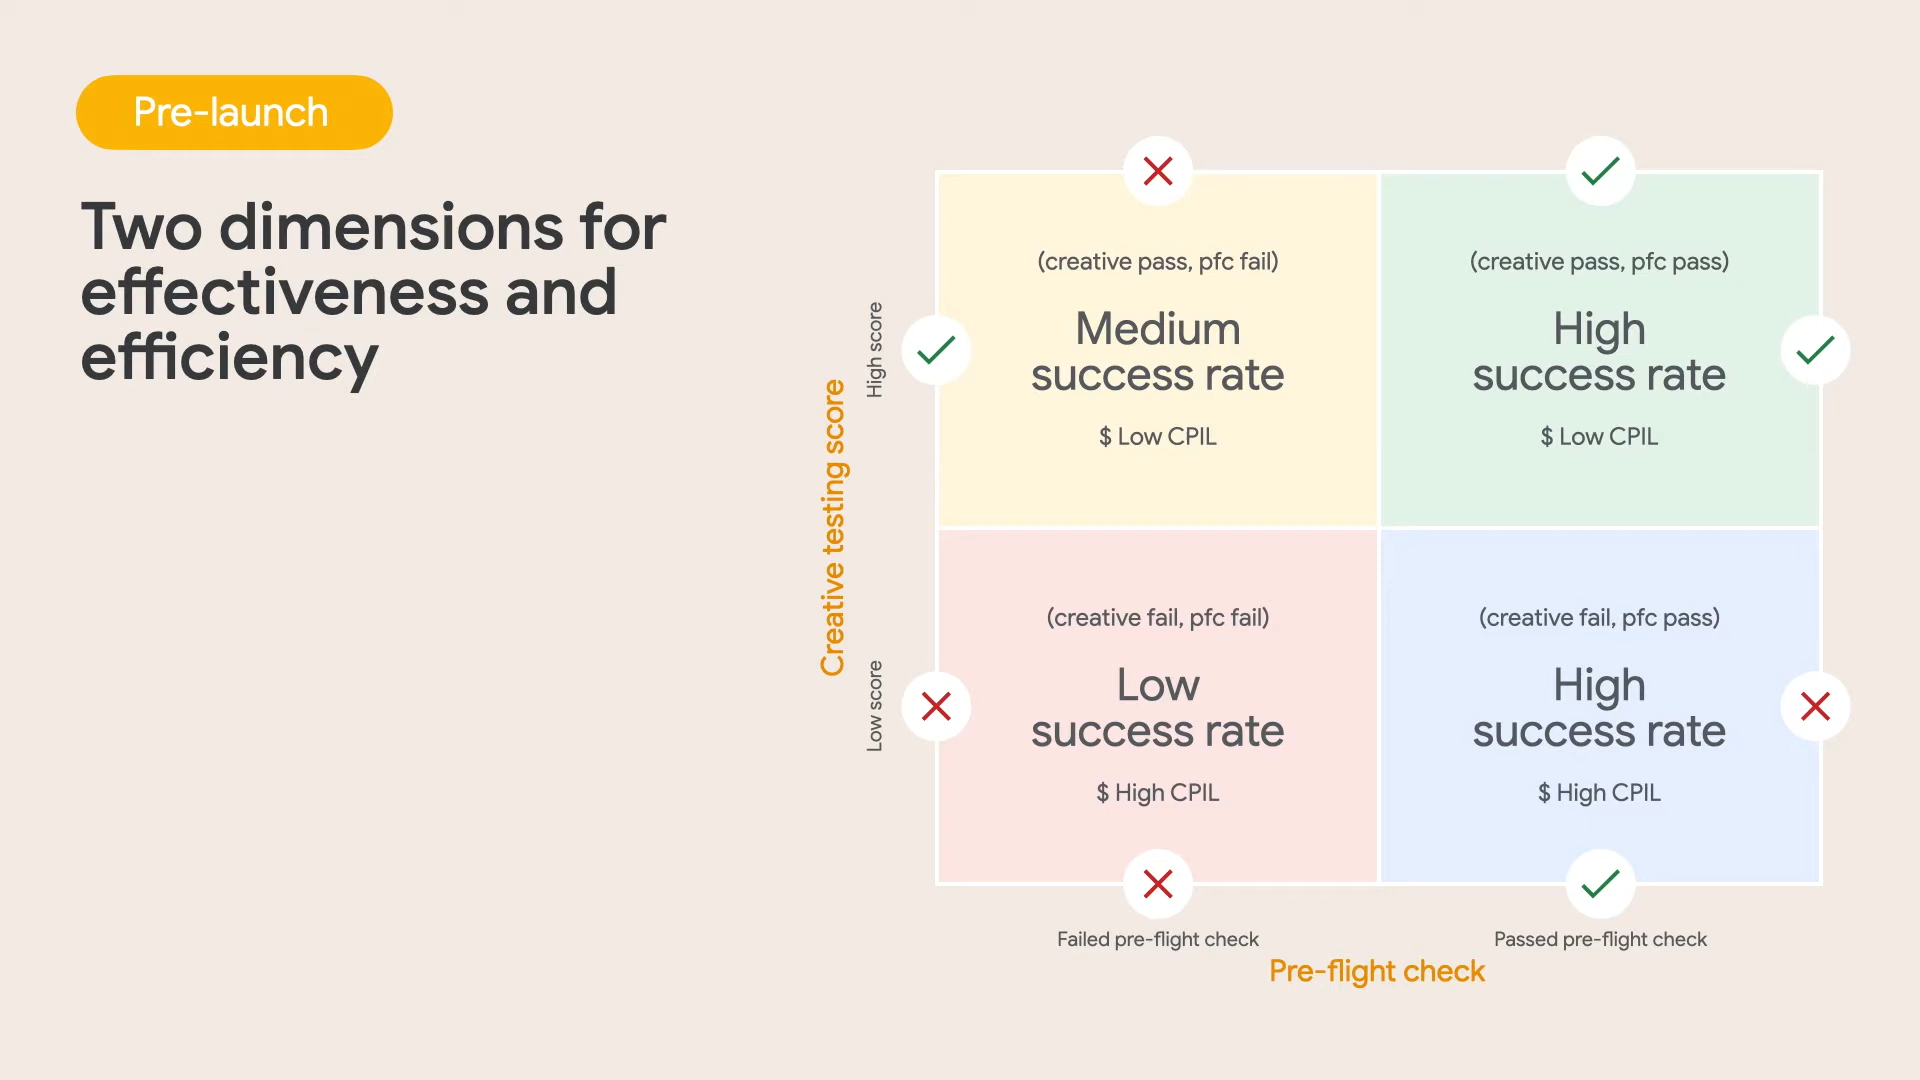 Pre-launch
Two dimensions for
effectiveness and
efficiency
Creative testing score
High score
Low score
(creative pass, pfc fail)
Medium
success rate
$ Low CPIL
(creative pass, pfc pass)
High
success rate
$ Low CPIL
(creative fail, pfc fail)
Low
success rate
$ High CPIL
(creative fail, pfc pass)
High
success rate
$ High CPIL
Failed pre-flight check
Passed pre-flight check
Pre-flight check